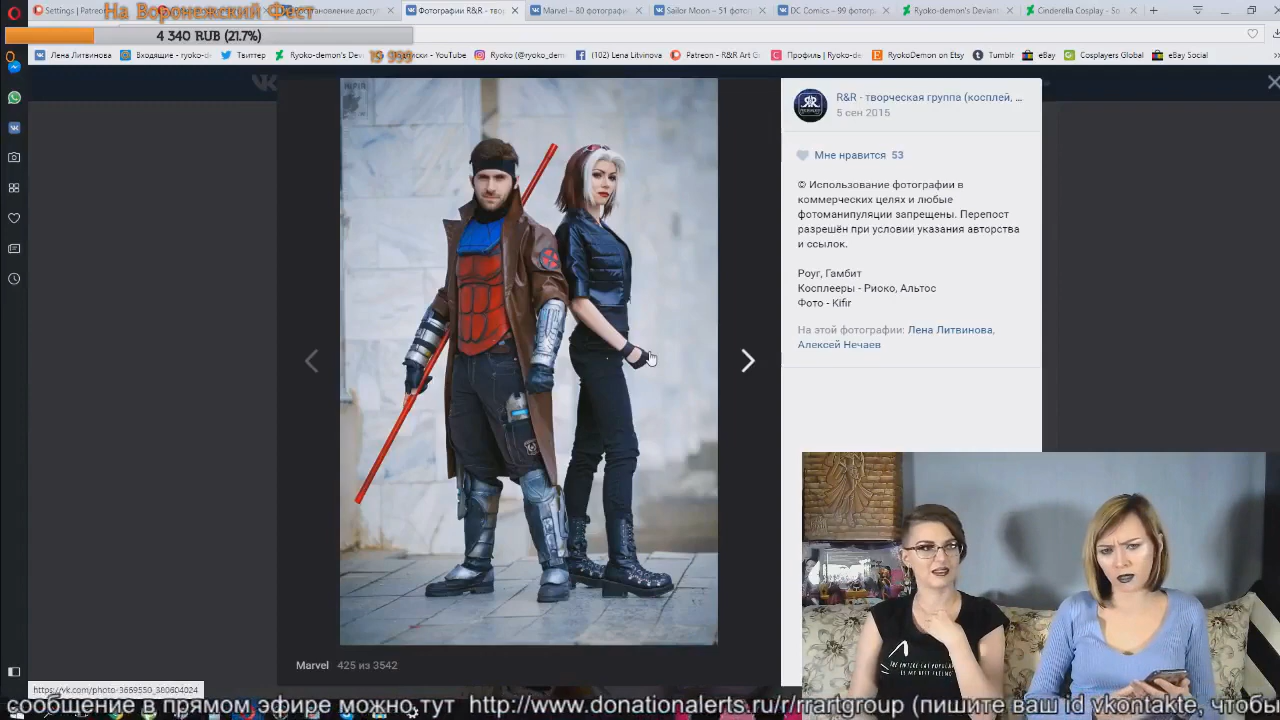 На Воронежский Фест
4 340 RUB (21.7%)
19 999
Settings | Patreon
Фотографии R&R - тво
Marvel – 80 фотографи
Sailor Moon – 51 фото
DC Comics – 99 фотогр
Ryoko-demon's Deviant
Cinderella Cosplay - So
Лена Литвинова
Входящие - ryoko-d
Твиттер
Ryoko-demon's Dev
Подписки - YouTube
Ryoko (@ryoko_dem
(102) Lena Litvinova
Patreon - R&R Art G
Профиль | Ryoko-De
RyokoDemon on Etsy
Tumblr
eBay
Cosplayers Global
eBay Social
R&R - творческая группа (косплей, ...
5 сен 2015
Мне нравится 53
© Использование фотографии в
коммерческих целях и любые
фотоманипуляции запрещены. Перепост
разрешён при условии указания авторства
и ссылок.
Роуг, Гамбит
Косплееры - Риоко, Альтос
Фото - Kifir
На этой фотографии: Лена Литвинова,
Алексей Нечаев
Marvel 425 из 3542
https://vk.com/photo-3669550_380604024
сообщение в прямом эфире можно тут http://www.donationalerts.ru/r/rrartgroup (пишите ваш id vkontakte, чтобы